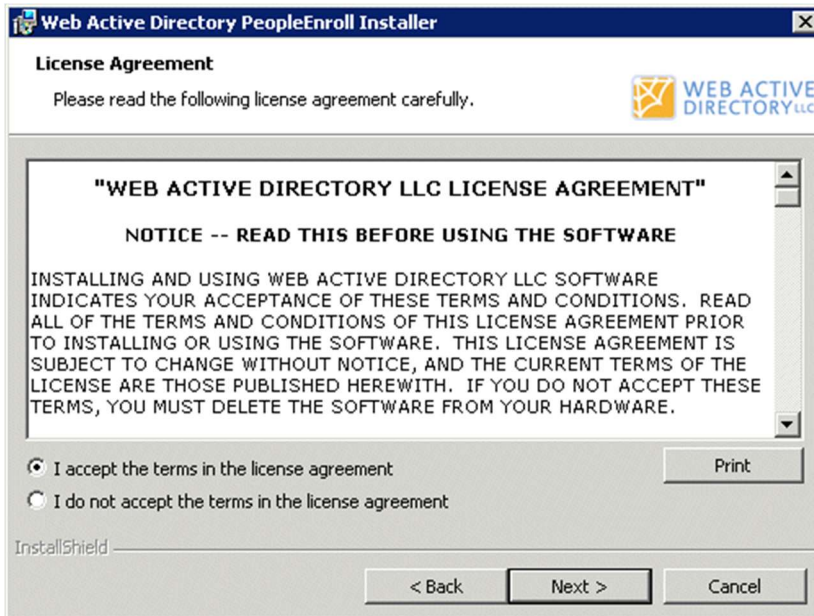 Web Active Directory PeopleEnroll Installer
License Agreement
Please read the following license agreement carefully.
WEB ACTIVE
DIRECTORY LLC
"WEB ACTIVE DIRECTORY LLC LICENSE AGREEMENT"
NOTICE -- READ THIS BEFORE USING THE SOFTWARE
INSTALLING AND USING WEB ACTIVE DIRECTORY LLC SOFTWARE
INDICATES YOUR ACCEPTANCE OF THESE TERMS AND CONDITIONS. READ
ALL OF THE TERMS AND CONDITIONS OF THIS LICENSE AGREEMENT PRIOR
TO INSTALLING OR USING THE SOFTWARE. THIS LICENSE AGREEMENT IS
SUBJECT TO CHANGE WITHOUT NOTICE, AND THE CURRENT TERMS OF THE
LICENSE ARE THOSE PUBLISHED HEREWITH. IF YOU DO NOT ACCEPT THESE
TERMS, YOU MUST DELETE THE SOFTWARE FROM YOUR HARDWARE.
I accept the terms in the license agreement
Print
I do not accept the terms in the license agreement
InstallShield
< Back
Next >
Cancel